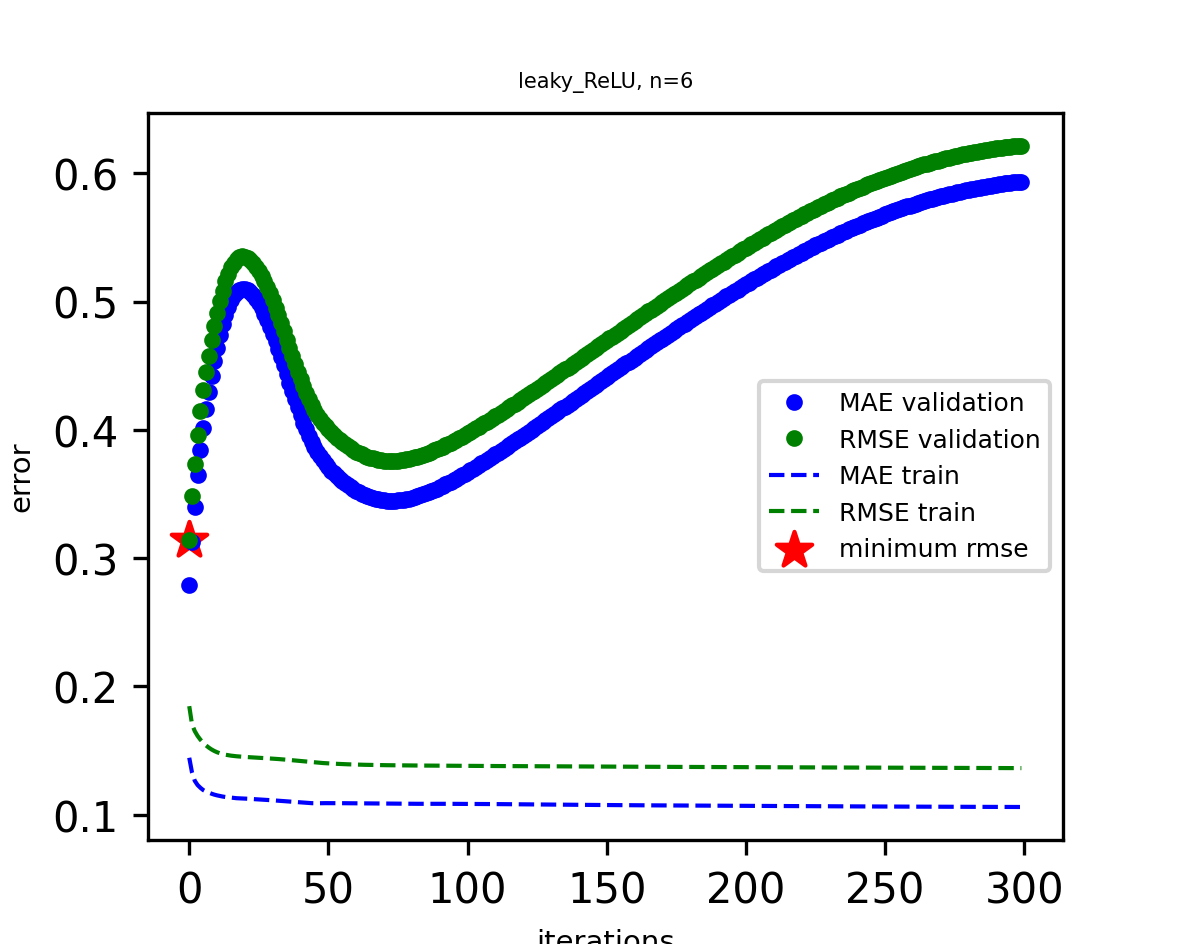 leaky_ReLU, n=6
0.6
0.5
0.4
0.3
0.2
0.1
error
MAE validation
RMSE validation
MAE train
RMSE train
minimum rmse
0 50 100 150 200 250 300
iterations